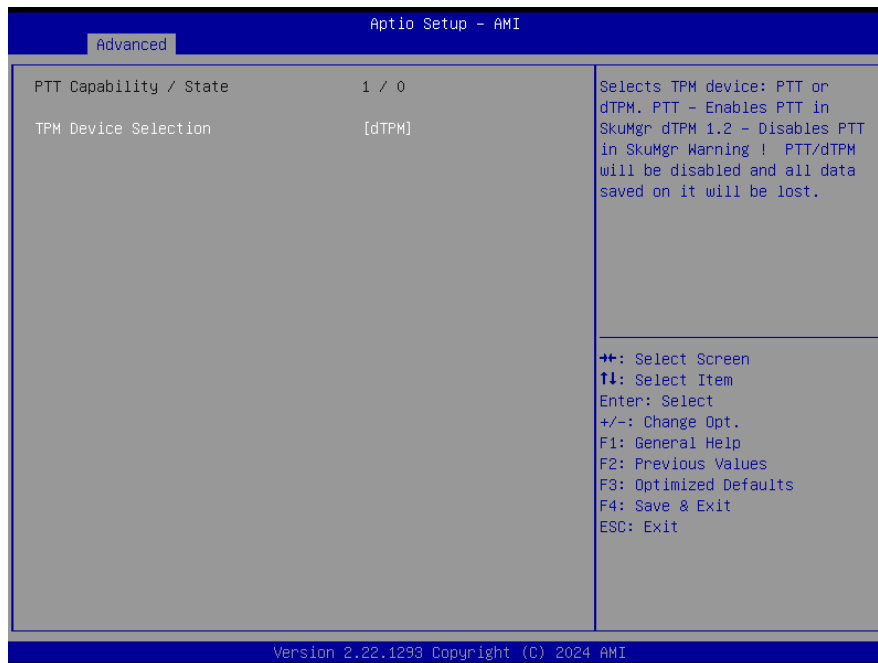 Aptio Setup – AMI
Advanced
PTT Capability / State 1 / 0
TPM Device Selection [dTPM]
Selects TPM device: PTT or
dTPM. PTT – Enables PTT in
SkuMgr dTPM 1.2 – Disables PTT
in SkuMgr Warning ! PTT/dTPM
will be disabled and all data
saved on it will be lost.
→←: Select Screen
↑↓: Select Item
Enter: Select
+/-: Change Opt.
F1: General Help
F2: Previous Values
F3: Optimized Defaults
F4: Save & Exit
ESC: Exit
Version 2.22.1293 Copyright (C) 2024 AMI